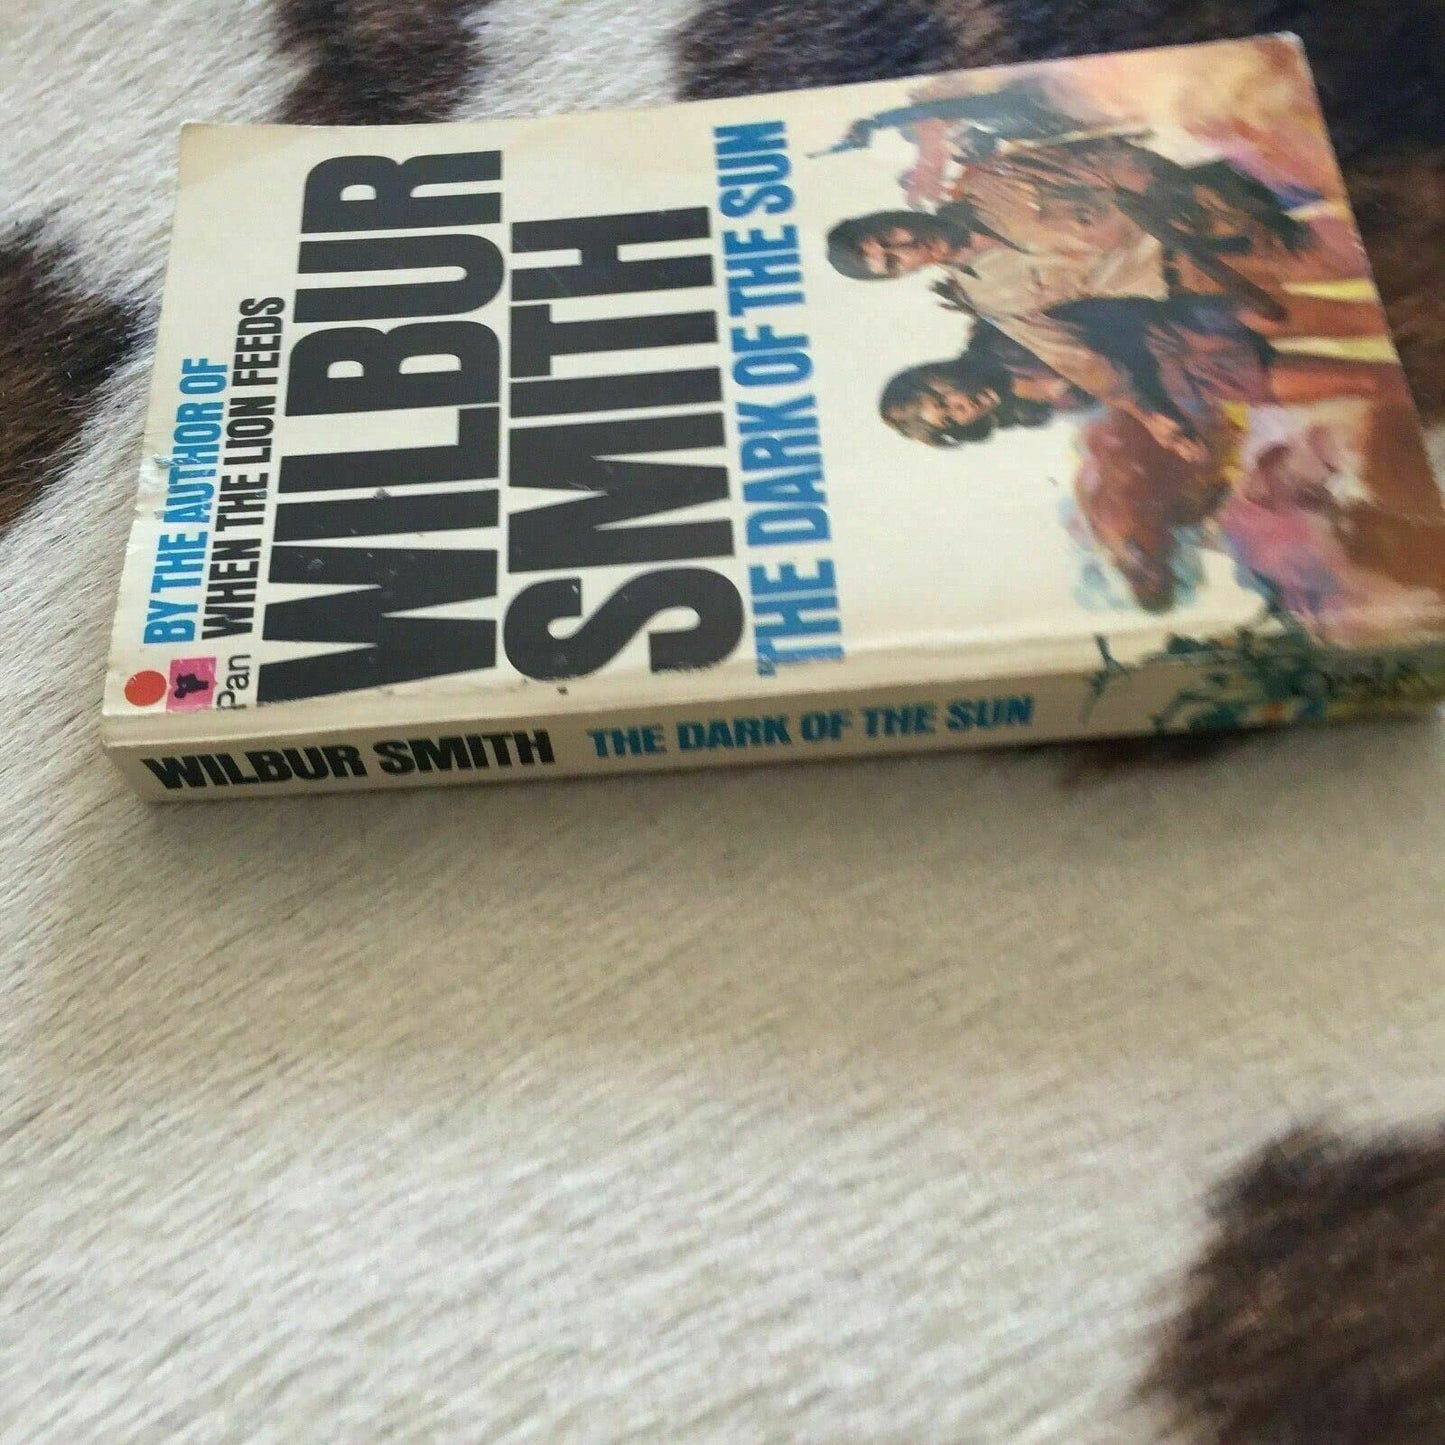 BY THE AUTHOR OF
WHEN THE LION FEEDS
Pan
WILBUR
SMITH
THE DARK OF THE SUN
WILBUR SMITH THE DARK OF THE SUN